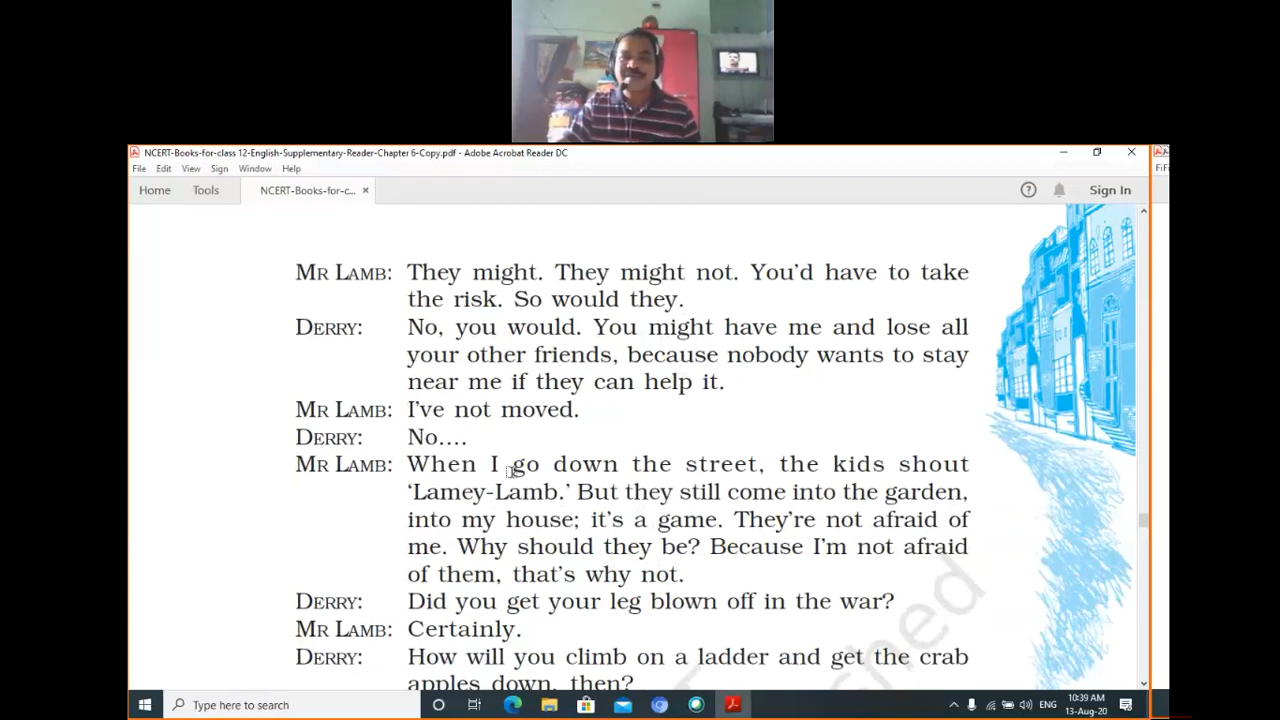 NCERT-Books-for-class 12-English-Supplementary-Reader-Chapter 6-Copy.pdf - Adobe Acrobat Reader DC
File Edit View Sign Window Help
Home Tools NCERT-Books-for-c... × Sign In
MR LAMB: They might. They might not. You'd have to take
the risk. So would they.
DERRY: No, you would. You might have me and lose all
your other friends, because nobody wants to stay
near me if they can help it.
MR LAMB: I've not moved.
DERRY: No....
MR LAMB: When I go down the street, the kids shout
'Lamey-Lamb.' But they still come into the garden,
into my house; it's a game. They're not afraid of
me. Why should they be? Because I'm not afraid
of them, that's why not.
DERRY: Did you get your leg blown off in the war?
MR LAMB: Certainly.
DERRY: How will you climb on a ladder and get the crab
apples down, then?
Type here to search
ENG
10:39 AM
13-Aug-20